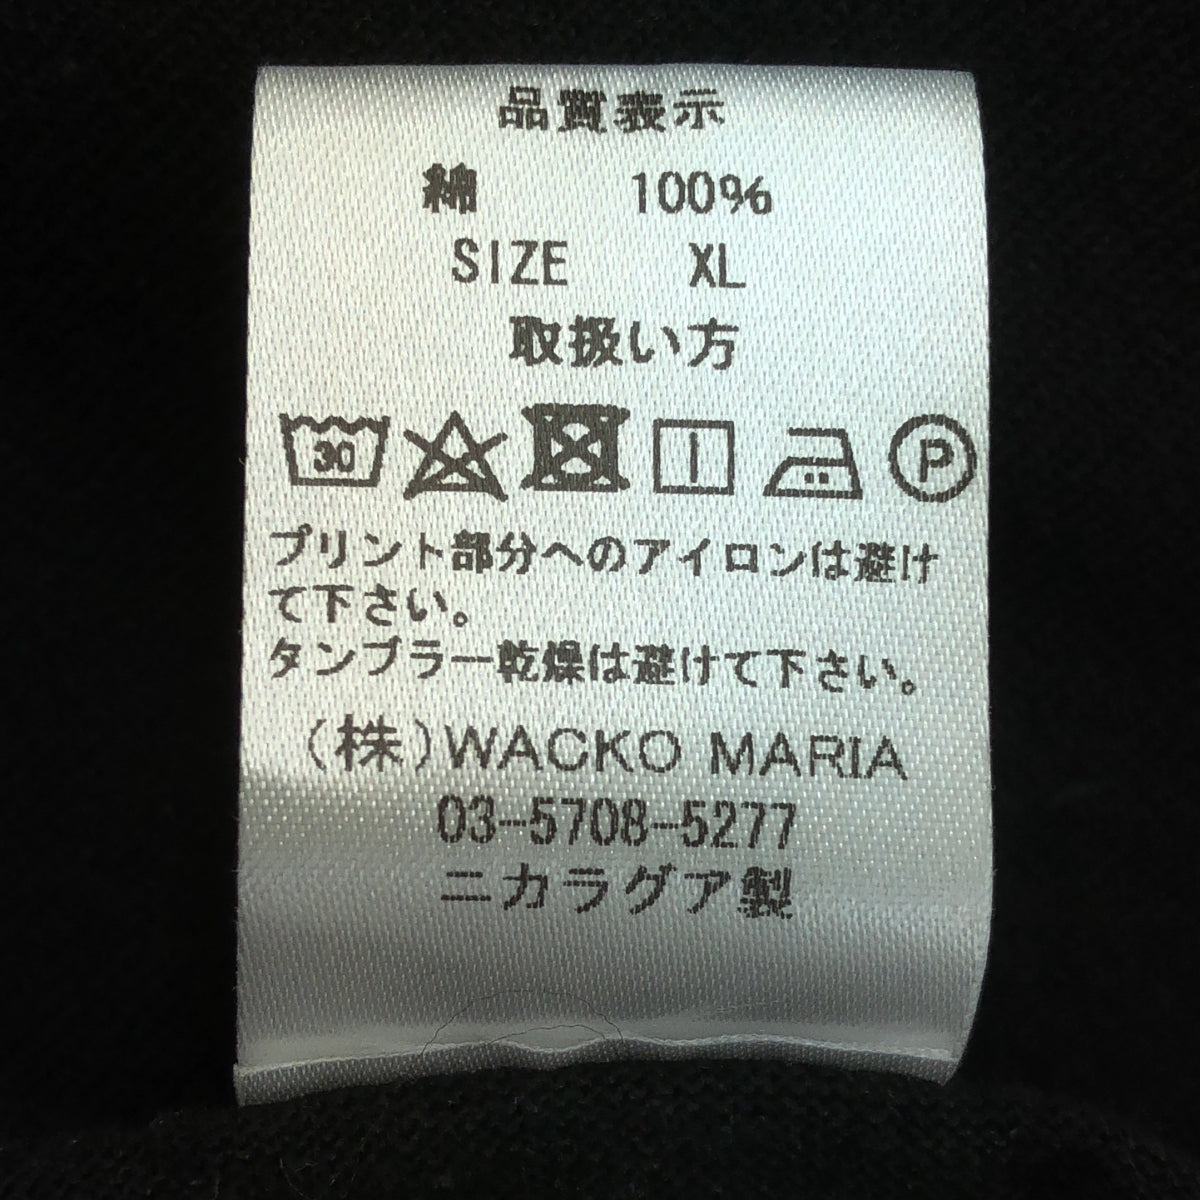 品質表示
綿 100%
SIZE XL
取扱い方
30 P
プリント部分へのアイロンは避け
て下さい。
タンブラー乾燥は避けて下さい。
(株)WACKO MARIA
03-5708-5277
ニカラグア製